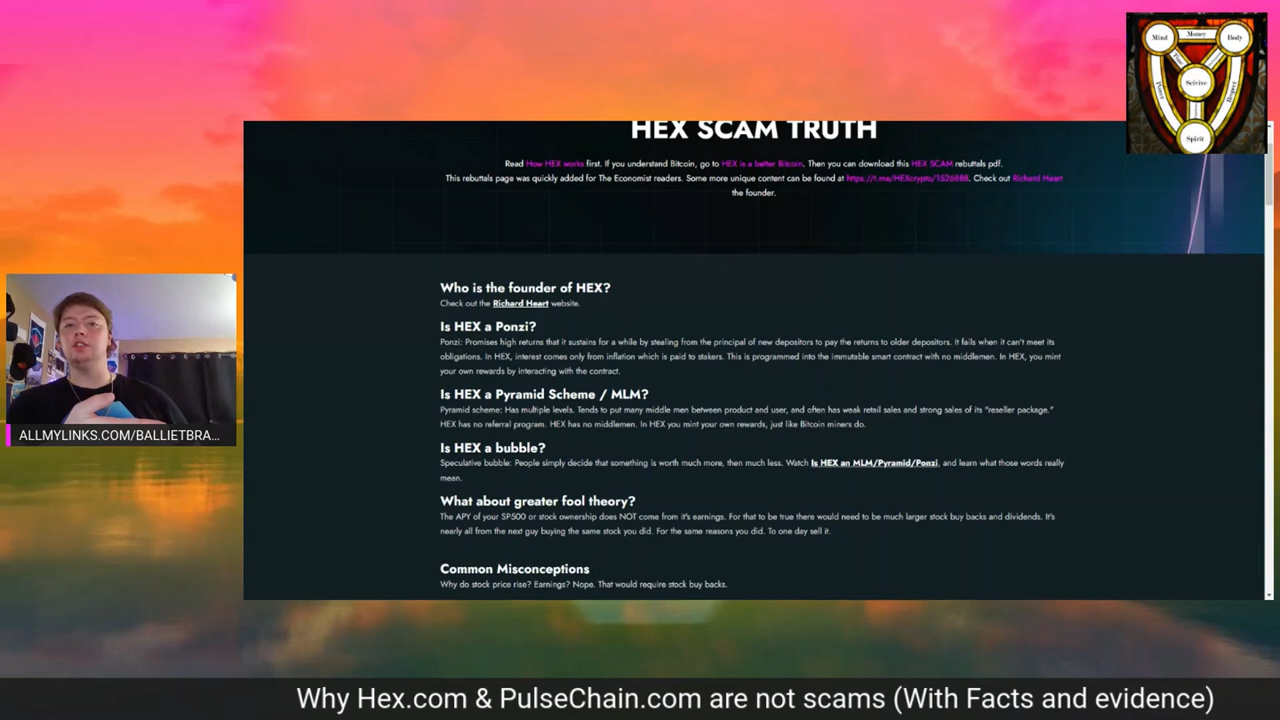 Mind
Money
Body
Scivive
Spirit
HEX SCAM TRUTH
Read How HEX works first. If you understand Bitcoin, go to HEX is a better Bitcoin. Then you can download this HEX SCAM rebuttals pdf.
This rebuttals page was quickly added for The Economist readers. Some more unique content can be found at https://t.me/HEXcrypto/1526888. Check out Richard Heart
the founder.
Who is the founder of HEX?
Check out the Richard Heart website.
Is HEX a Ponzi?
Ponzi: Promises high returns that it sustains for a while by stealing from the principal of new depositors to pay the returns to older depositors. It fails when it can't meet its
obligations. In HEX, interest comes only from inflation which is paid to stakers. This is programmed into the immutable smart contract with no middlemen. In HEX, you mint
your own rewards by interacting with the contract.
Is HEX a Pyramid Scheme / MLM?
Pyramid scheme: Has multiple levels. Tends to put many middle men between product and user, and often has weak retail sales and strong sales of its "reseller package."
HEX has no referral program. HEX has no middlemen. In HEX you mint your own rewards, just like Bitcoin miners do.
Is HEX a bubble?
Speculative bubble: People simply decide that something is worth much more, then much less. Watch Is HEX an MLM/Pyramid/Ponzi, and learn what those words really
mean.
What about greater fool theory?
The APY of your SP500 or stock ownership does NOT come from it's earnings. For that to be true there would need to be much larger stock buy backs and dividends. It's
nearly all from the next guy buying the same stock you did. For the same reasons you did. To one day sell it.
Common Misconceptions
Why do stock price rise? Earnings? Nope. That would require stock buy backs.
ALLMYLINKS.COM/BALLIETBRA...
Why Hex.com & PulseChain.com are not scams (With Facts and evidence)